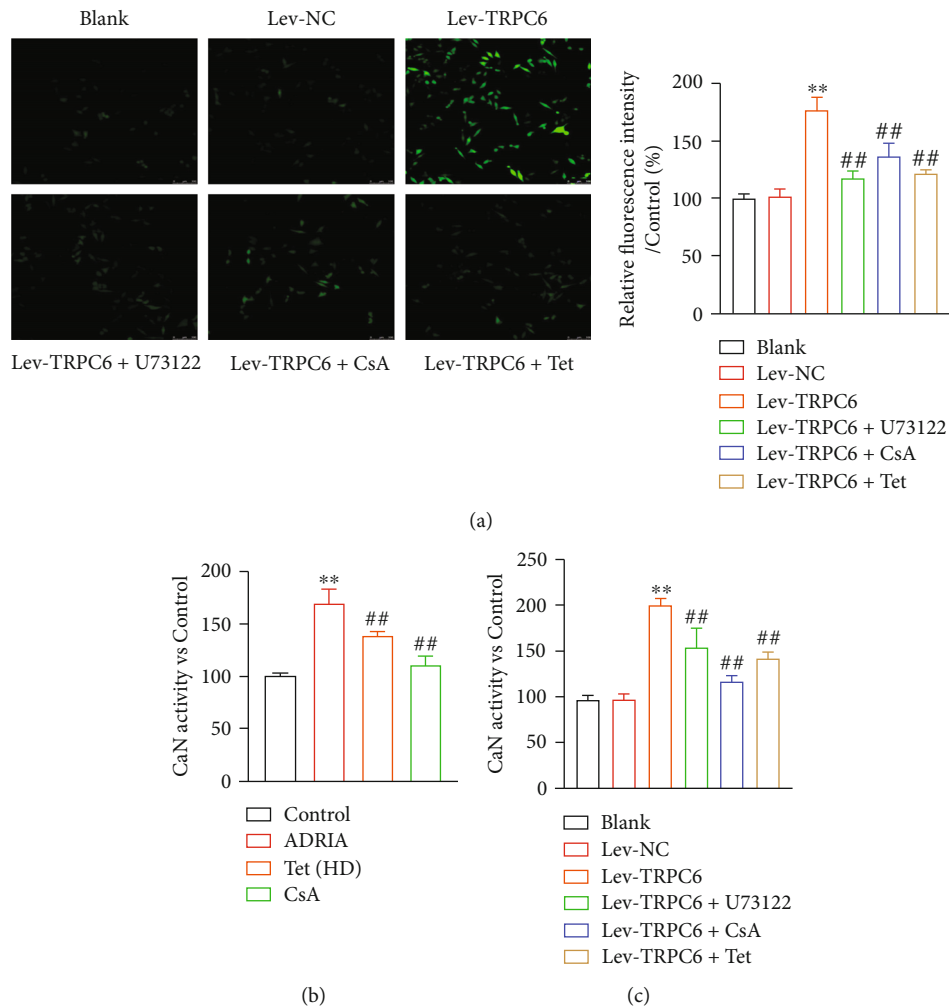 Blank
Lev-NC
Lev-TRPC6
Lev-TRPC6 + U73122
Lev-TRPC6 + CsA
Lev-TRPC6 + Tet
Relative fluorescence intensity
/Control (%)
200
150
100
50
0
**
##
##
##
Blank
Lev-NC
Lev-TRPC6
Lev-TRPC6 + U73122
Lev-TRPC6 + CsA
Lev-TRPC6 + Tet
(a)
CaN activity vs Control
200
150
100
50
0
**
##
##
Control
ADRIA
Tet (HD)
CsA
(b)
CaN activity vs Control
250
200
150
100
50
0
**
##
##
##
Blank
Lev-NC
Lev-TRPC6
Lev-TRPC6 + U73122
Lev-TRPC6 + CsA
Lev-TRPC6 + Tet
(c)